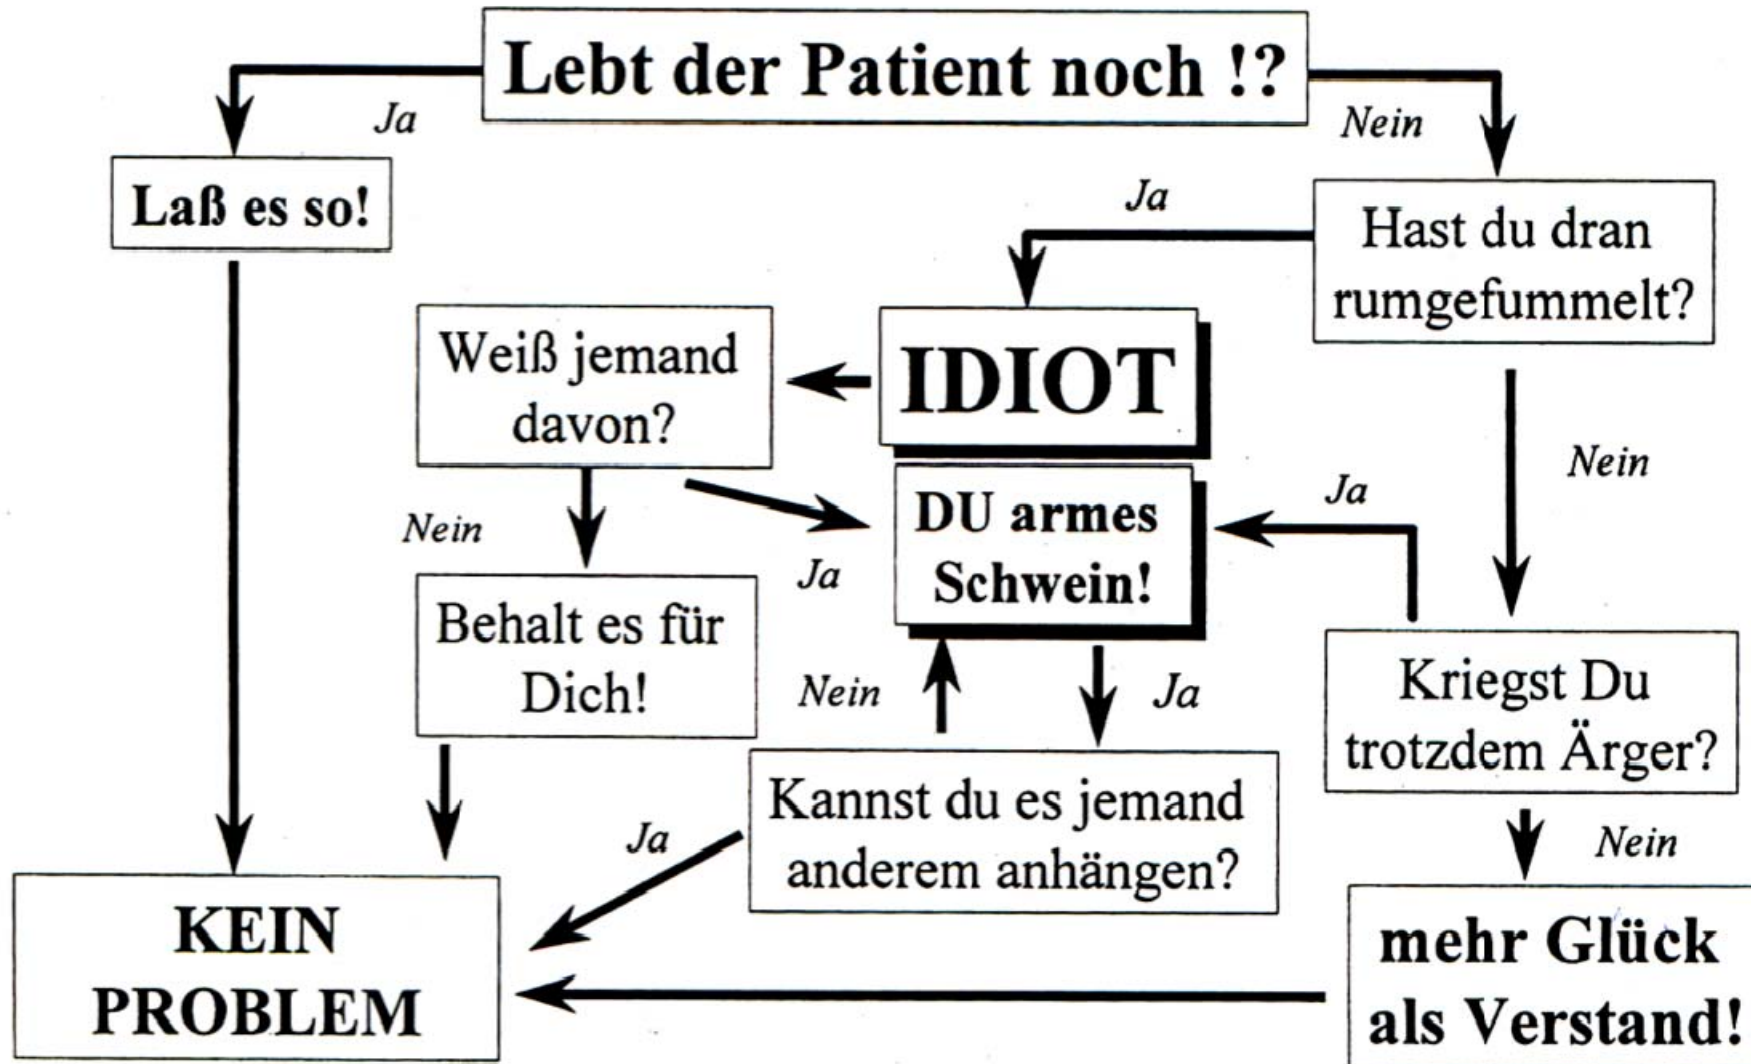 Lebt der Patient noch !?
Ja
Nein
Laß es so!
Ja
Hast du dran
rumgefummelt?
Weiß jemand
davon?
IDIOT
Nein
Ja
Nein
Ja
DU armes
Schwein!
Behalt es für
Dich!
Nein
Ja
Kriegst Du
trotzdem Ärger?
Kannst du es jemand
anderem anhängen?
Ja
Nein
KEIN
PROBLEM
mehr Glück
als Verstand!